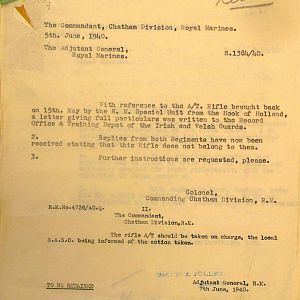 The Commandant, Chatham Division, Royal Marines.
5th. June, 1940.
The Adjutant General,
Royal Marines.
S.1384/40.
With reference to the A/T. Rifle brought back
on 15th. May by the R. M. Special Unit from the Hook of Holland,
a letter giving full particulars was written to the Record
Office & Training Depot of the Irish and Welsh Guards.
2. Replies from both Regiments have now been
received stating that this Rifle does not belong to them.
3. Further instructions are requested, please.
Colonel,
Commanding Chatham Division, R.M.
R.M.No.4736/40.Q. II.
The Commandant,
Chatham Division,R.M.
The rifle A/T should be taken on charge, the local
being informed of the action taken.
Adjutant General, R.M.
7th June, 1940.
TO BE RETAINED